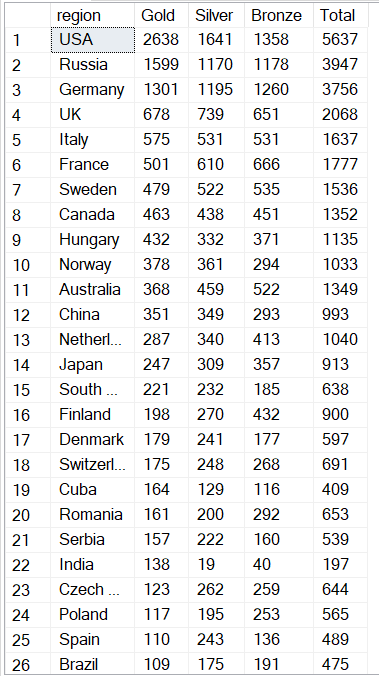 region Gold Silver Bronze Total
1 USA 2638 1641 1358 5637
2 Russia 1599 1170 1178 3947
3 Germany 1301 1195 1260 3756
4 UK 678 739 651 2068
5 Italy 575 531 531 1637
6 France 501 610 666 1777
7 Sweden 479 522 535 1536
8 Canada 463 438 451 1352
9 Hungary 432 332 371 1135
10 Norway 378 361 294 1033
11 Australia 368 459 522 1349
12 China 351 349 293 993
13 Netherl... 287 340 413 1040
14 Japan 247 309 357 913
15 South ... 221 232 185 638
16 Finland 198 270 432 900
17 Denmark 179 241 177 597
18 Switzerl... 175 248 268 691
19 Cuba 164 129 116 409
20 Romania 161 200 292 653
21 Serbia 157 222 160 539
22 India 138 19 40 197
23 Czech ... 123 262 259 644
24 Poland 117 195 253 565
25 Spain 110 243 136 489
26 Brazil 109 175 191 475